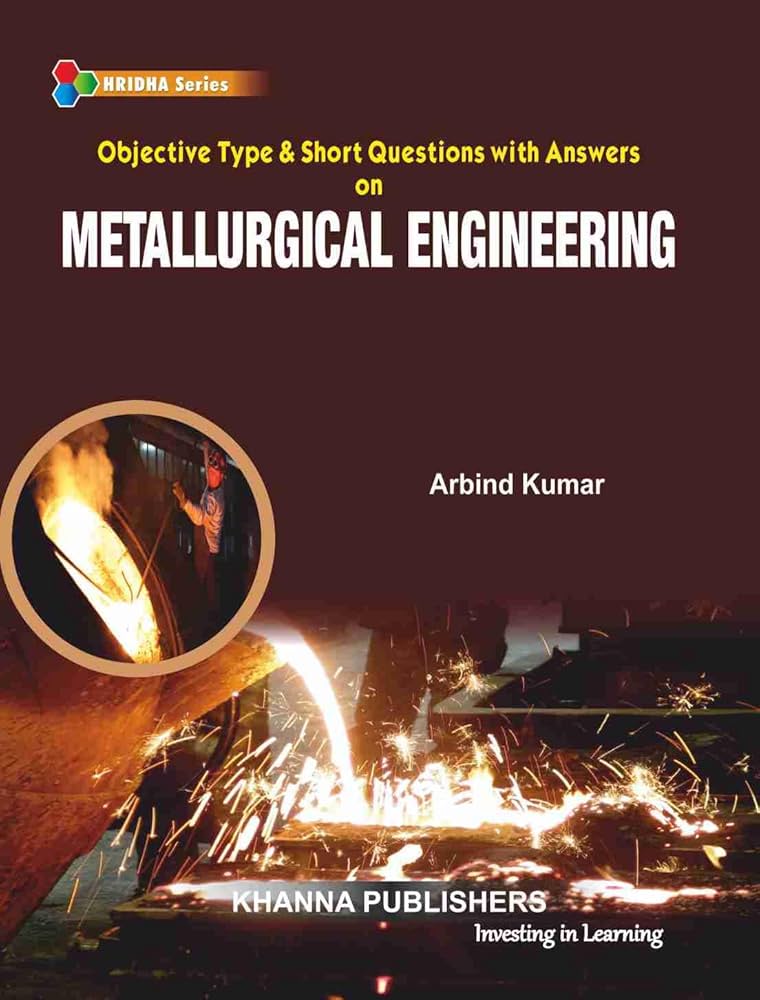 HRIDHA Series
Objective Type & Short Questions with Answers
on
METALLURGICAL ENGINEERING
Arbind Kumar
KHANNA PUBLISHERS
Investing in Learning